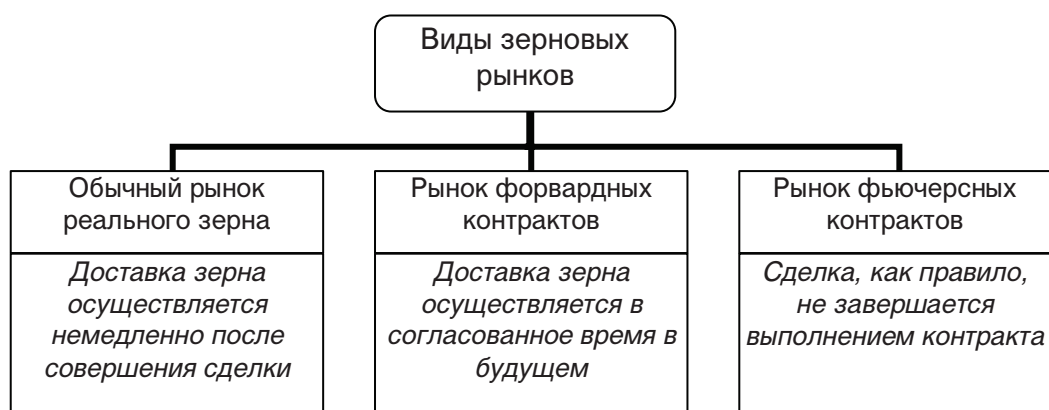 Виды зерновых
рынков
Обычный рынок
реального зерна
Доставка зерна
осуществляется
немедленно после
совершения сделки
Рынок форвардных
контрактов
Доставка зерна
осуществляется в
согласованное время в
будущем
Рынок фьючерсных
контрактов
Сделка, как правило,
не завершается
выполнением контракта